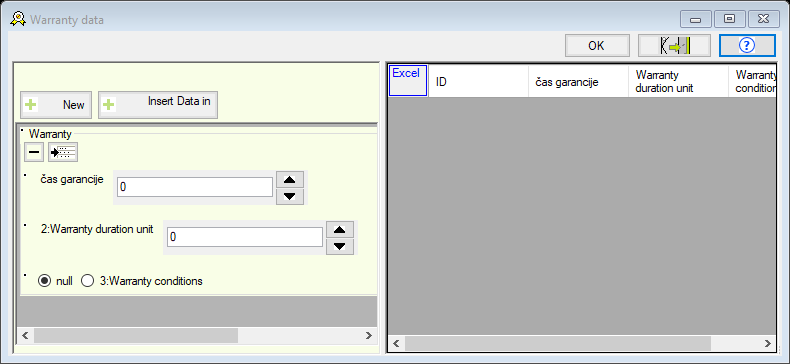 Warranty data
OK
New
Insert Data in
Warranty
čas garancije
0
2:Warranty duration unit
0
null
3:Warranty conditions
Excel
ID
čas garancije
Warranty
duration unit
Warranty
condition